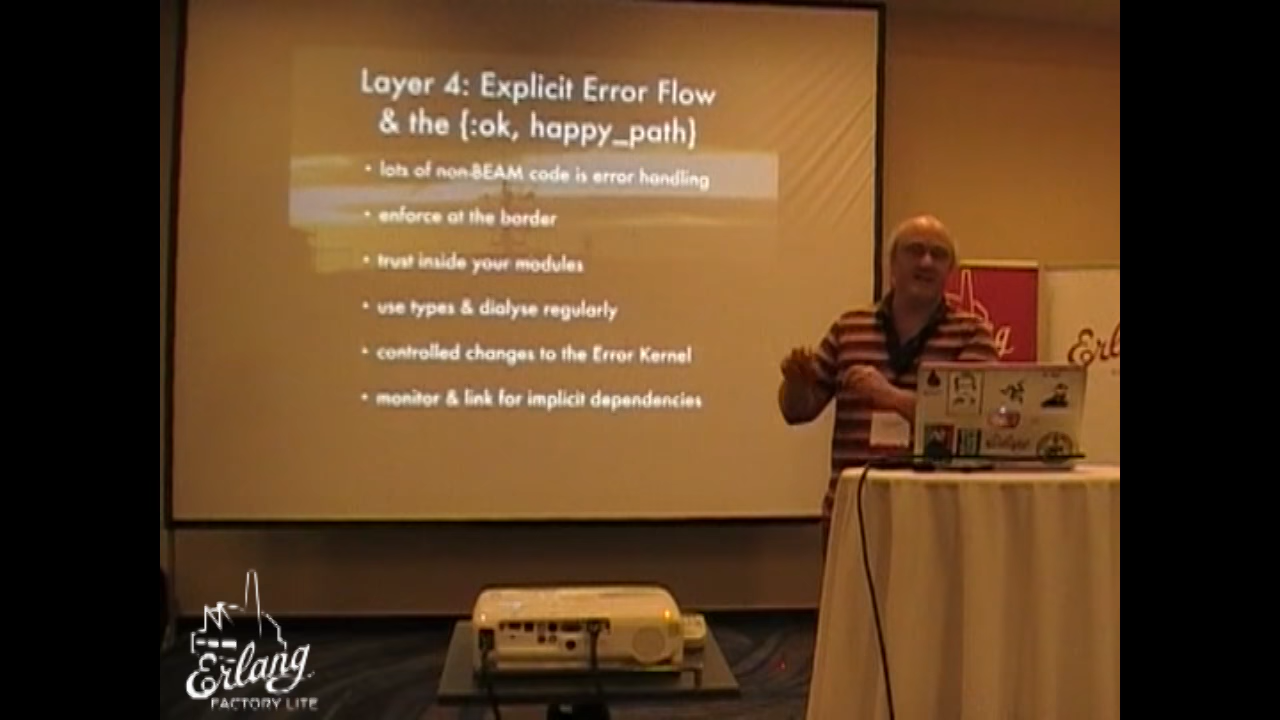 Layer 4: Explicit Error Flow
& the {:ok, happy_path}
• lots of non-BEAM code is error handling
• enforce at the border
• trust inside your modules
• use types & dialyse regularly
• controlled changes to the Error Kernel
• monitor & link for implicit dependencies
Erlang
FACTORY LITE